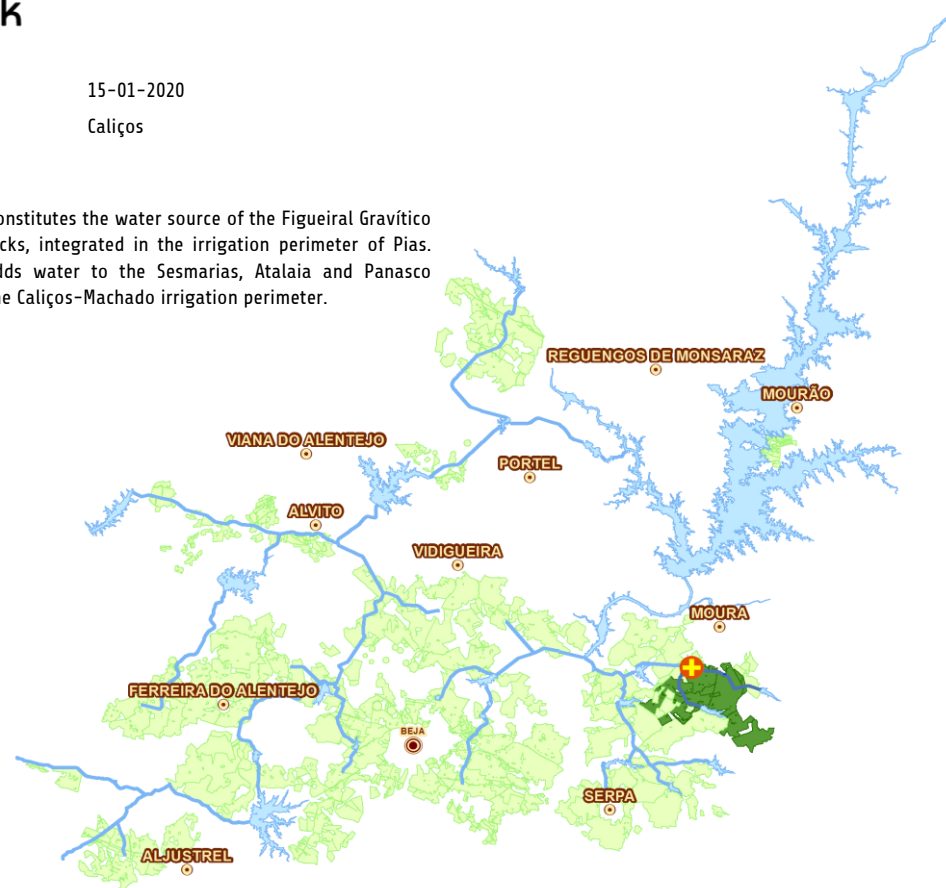 k
15-01-2020
Caliços
onstitutes the water source of the Figueiral Gravítico
cks, integrated in the irrigation perimeter of Pias.
dds water to the Sesmarias, Atalaia and Panasco
he Caliços-Machado irrigation perimeter.
REGUENGOS DE MONSARAZ
MOURÃO
VIANA DO ALENTEJO
PORTEL
ALVITO
VIDIGUEIRA
MOURA
FERREIRA DO ALENTEJO
BEJA
SERPA
ALJUSTREL